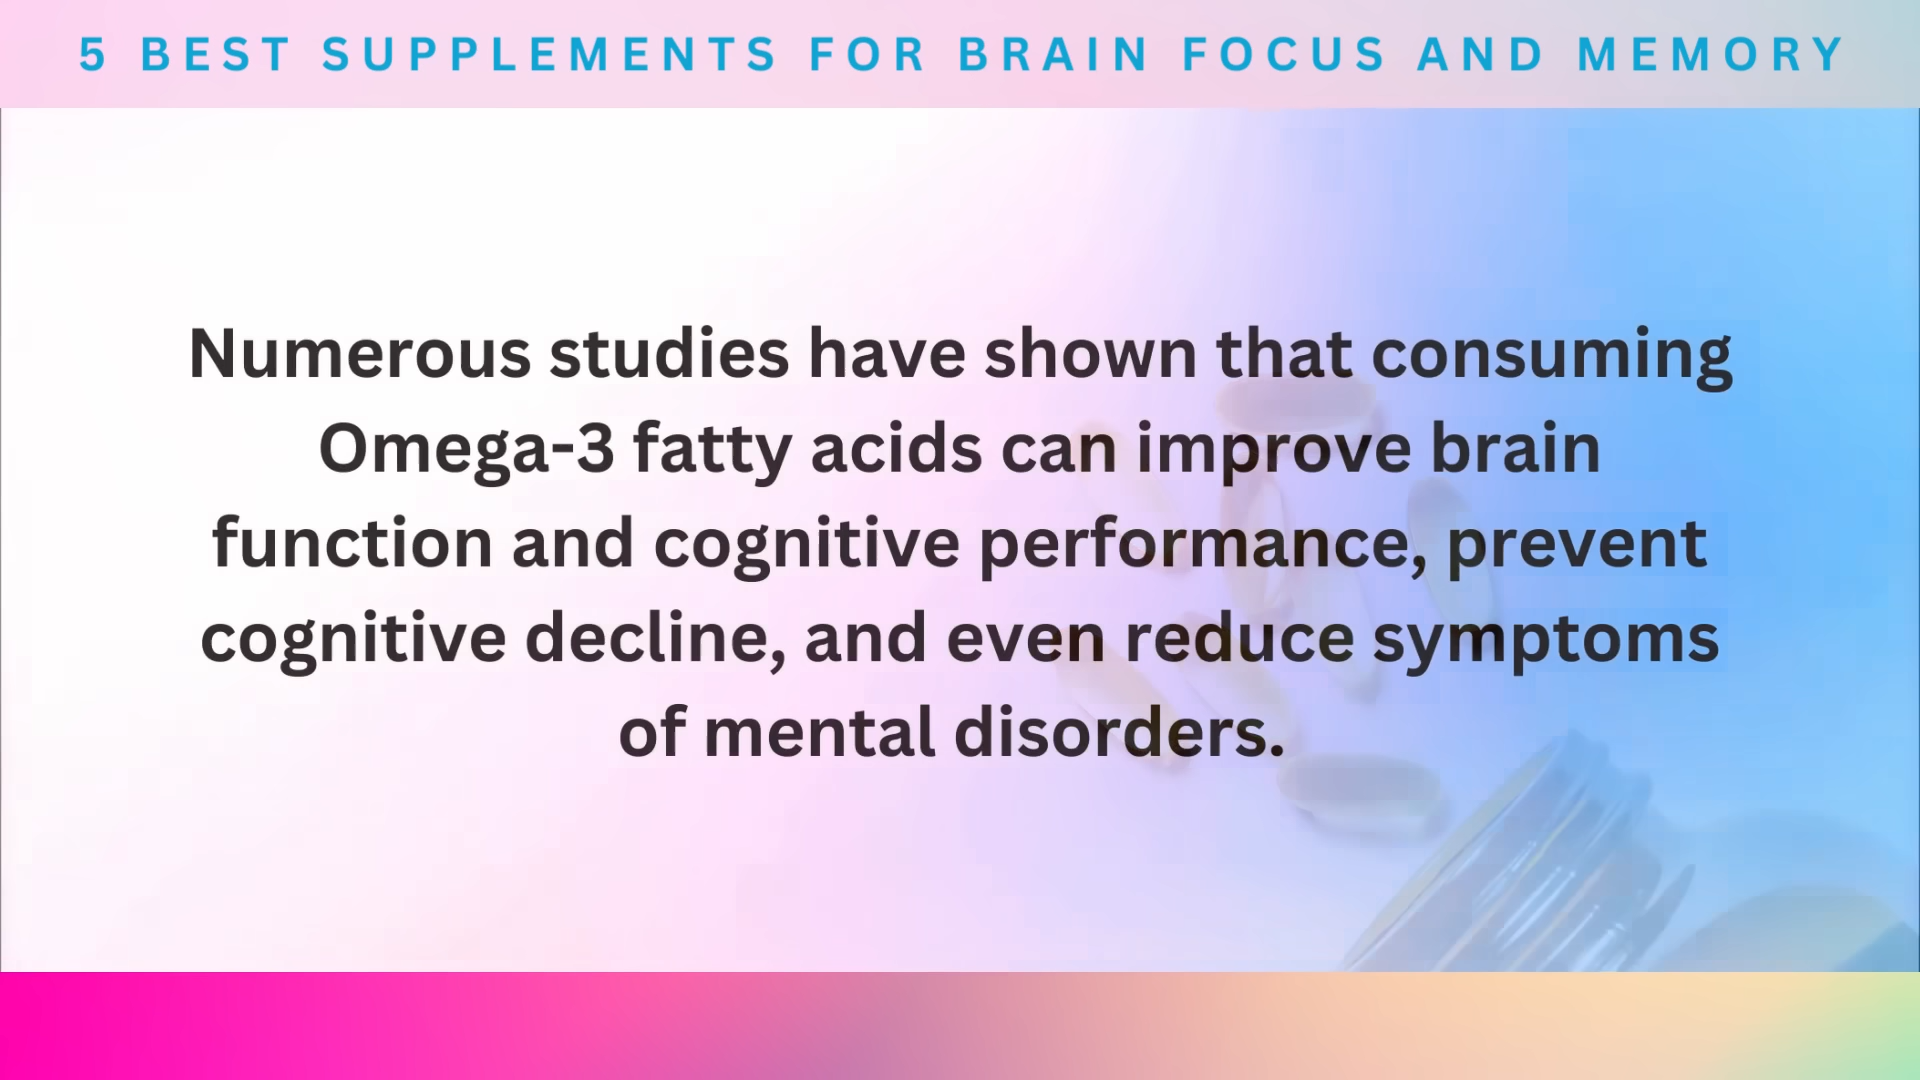 5 BEST SUPPLEMENTS FOR BRAIN FOCUS AND MEMORY
Numerous studies have shown that consuming
Omega-3 fatty acids can improve brain
function and cognitive performance, prevent
cognitive decline, and even reduce symptoms
of mental disorders.